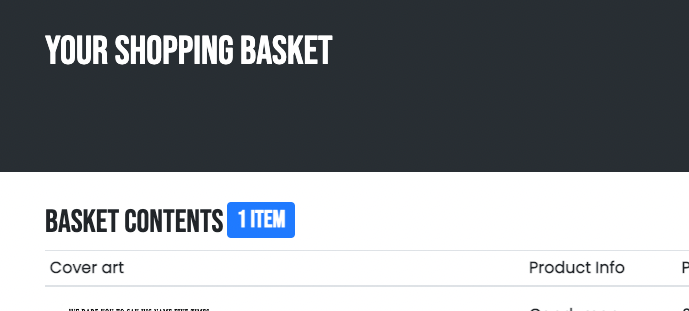 YOUR SHOPPING BASKET
BASKET CONTENTS 1 ITEM
Cover art Product Info